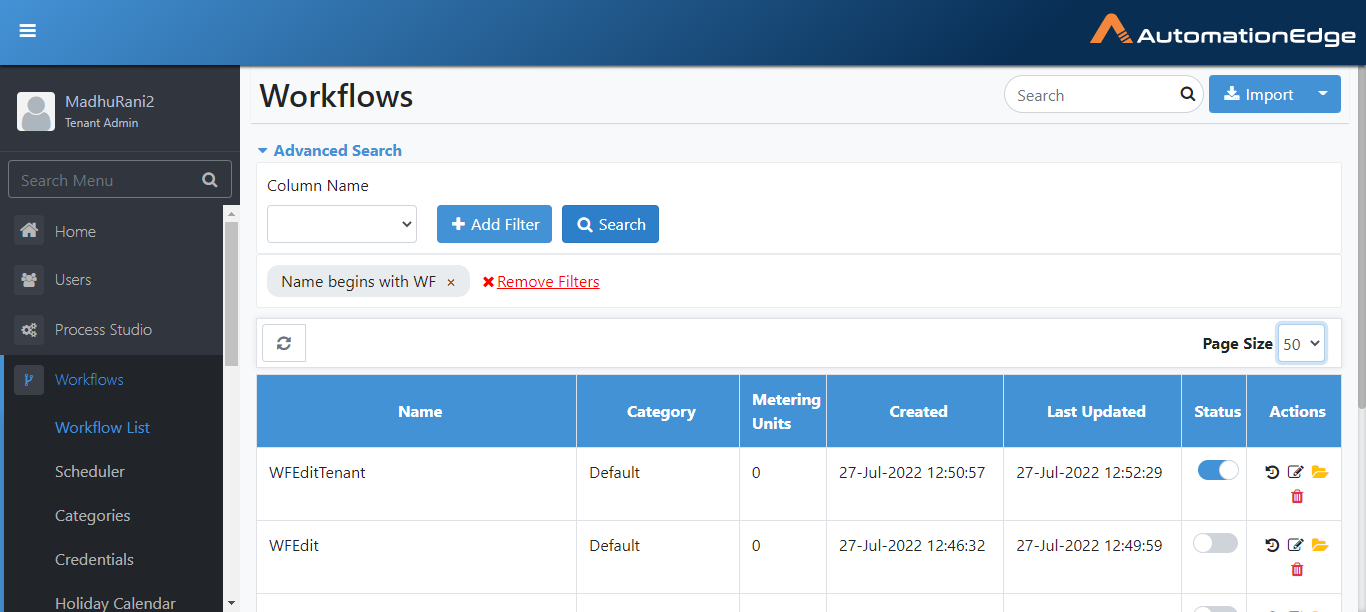 AutomationEdge
MadhuRani2
Tenant Admin
Search Menu
Home
Users
Process Studio
Workflows
Workflow List
Scheduler
Categories
Credentials
Holiday Calendar
Workflows
Search
Import
Advanced Search
Column Name
Add Filter
Search
Name begins with WF ×
Remove Filters
Page Size 50
Name Category Metering Units Created Last Updated Status Actions
WFEditTenant Default 0 27-Jul-2022 12:50:57 27-Jul-2022 12:52:29
WFEdit Default 0 27-Jul-2022 12:46:32 27-Jul-2022 12:49:59